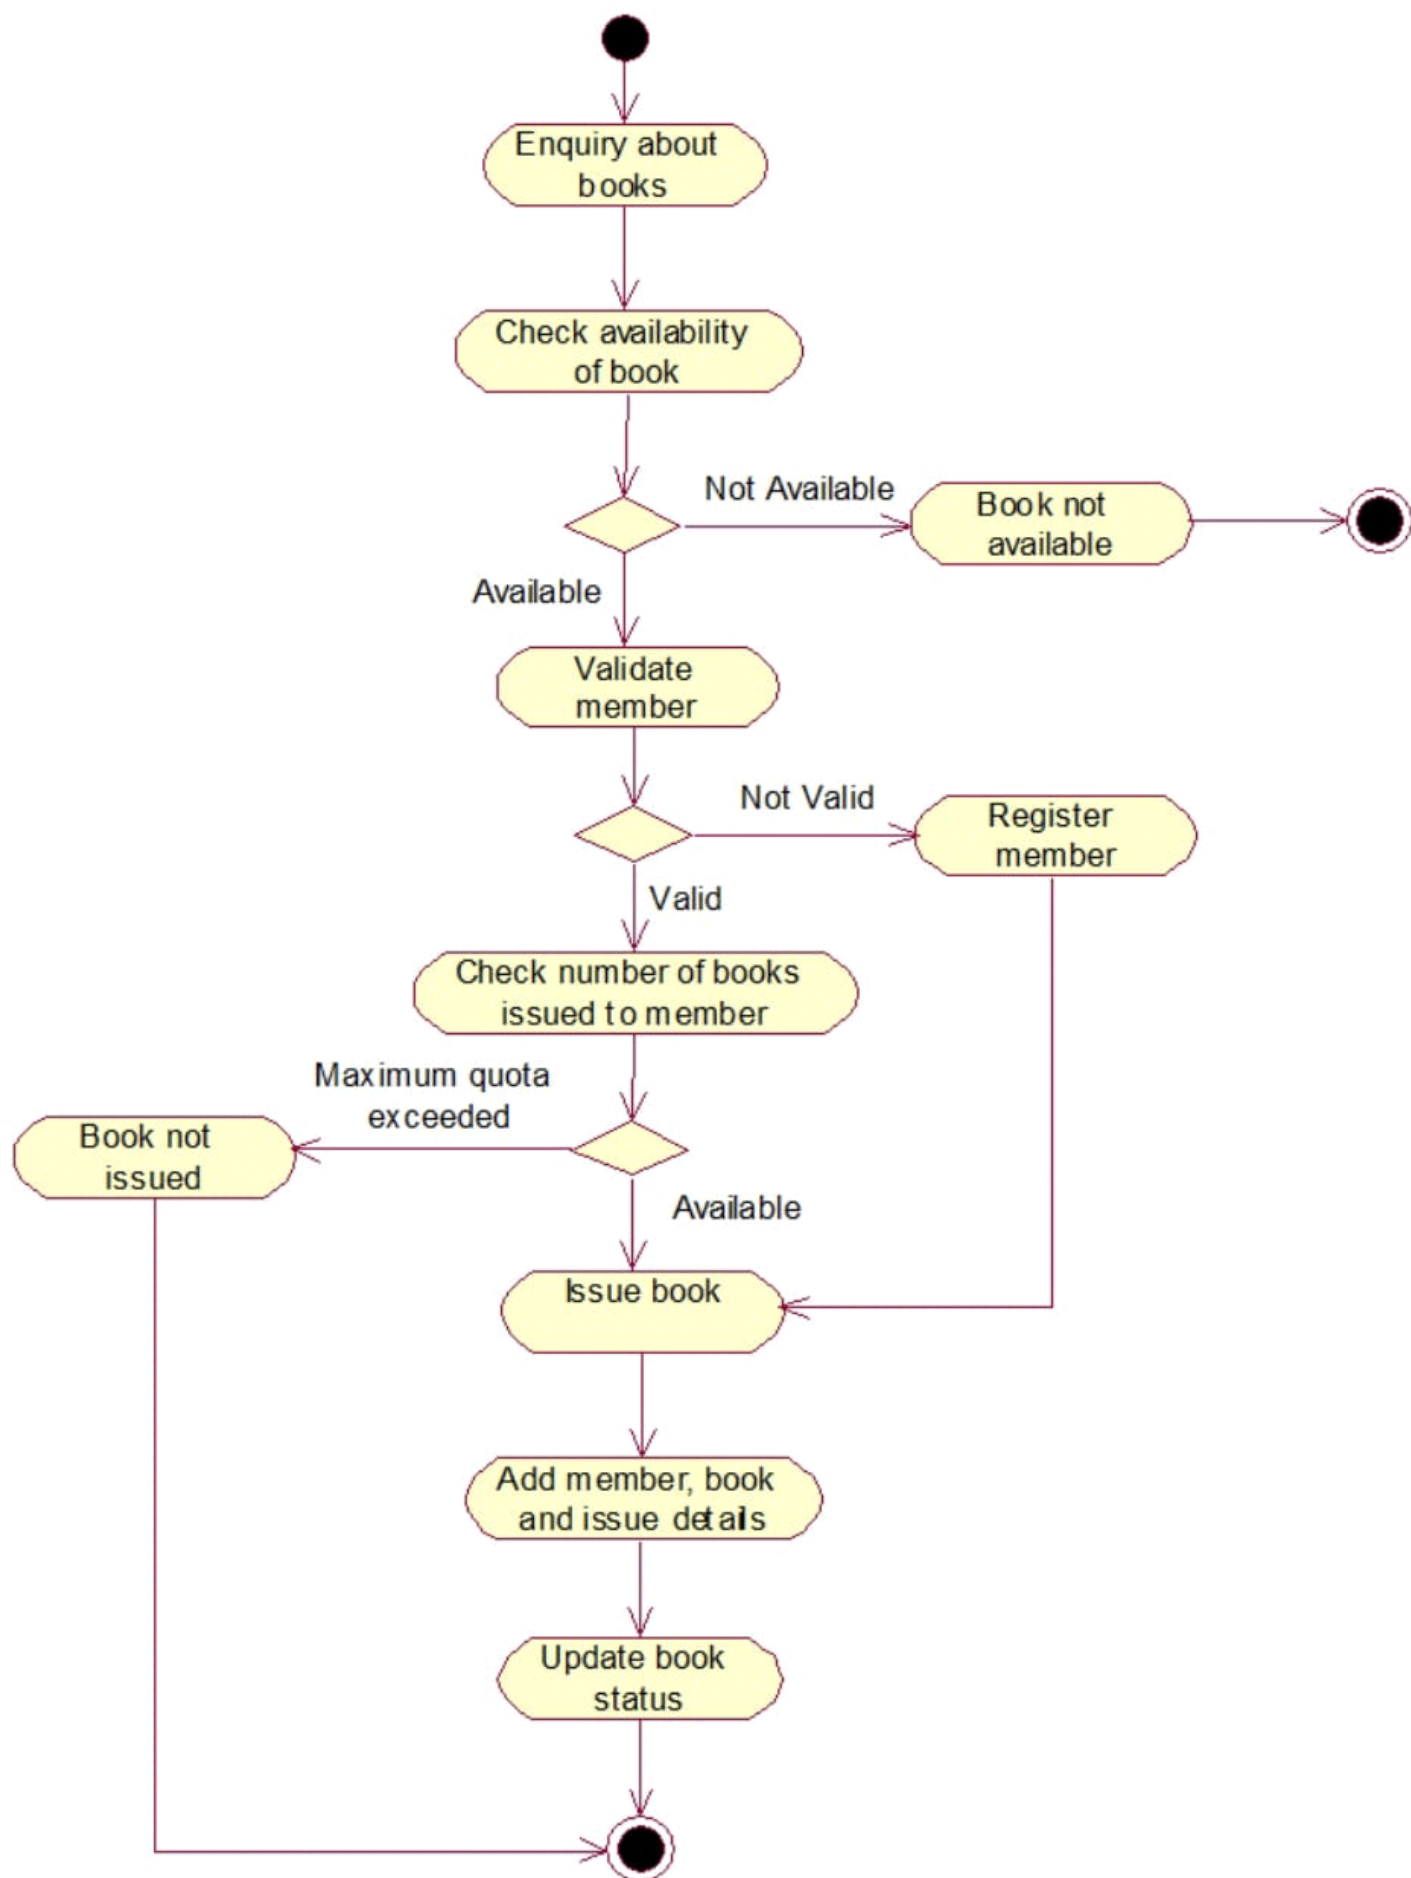 Enquiry about
books
Check availability
of book
Not Available
Book not
available
Available
Validate
member
Not Valid
Register
member
Valid
Check number of books
issued to member
Maximum quota
exceeded
Book not
issued
Available
Issue book
Add member, book
and issue details
Update book
status